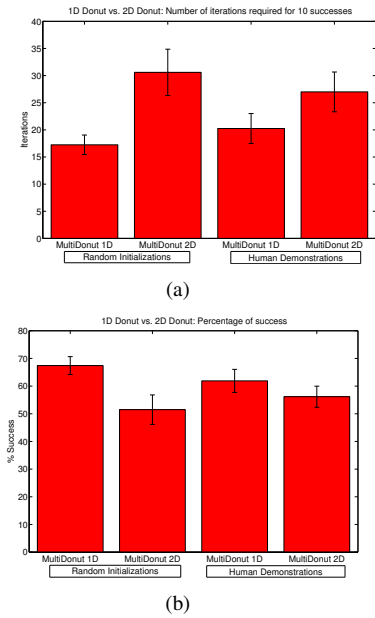 1D Donut vs. 2D Donut: Number of iterations required for 10 successes
40
35
30
25
20
15
10
5
0
Iterations
MultiDonut 1D MultiDonut 2D MultiDonut 1D MultiDonut 2D
Random Initializations Human Demonstrations
(a)
1D Donut vs. 2D Donut: Percentage of success
80
70
60
50
40
30
20
10
0
% Success
MultiDonut 1D MultiDonut 2D MultiDonut 1D MultiDonut 2D
Random Initializations Human Demonstrations
(b)